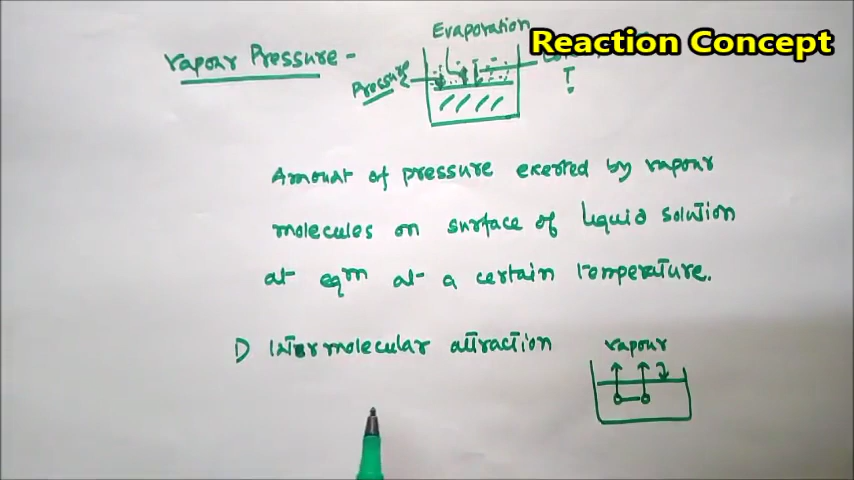 Evaporation
Reaction Concept
Vapour Pressure -
Pressure
T
Amount of pressure exerted by vapour
molecules on surface of liquid solution
at eqm at a certain temperature.
1) Intermolecular attraction
vapour